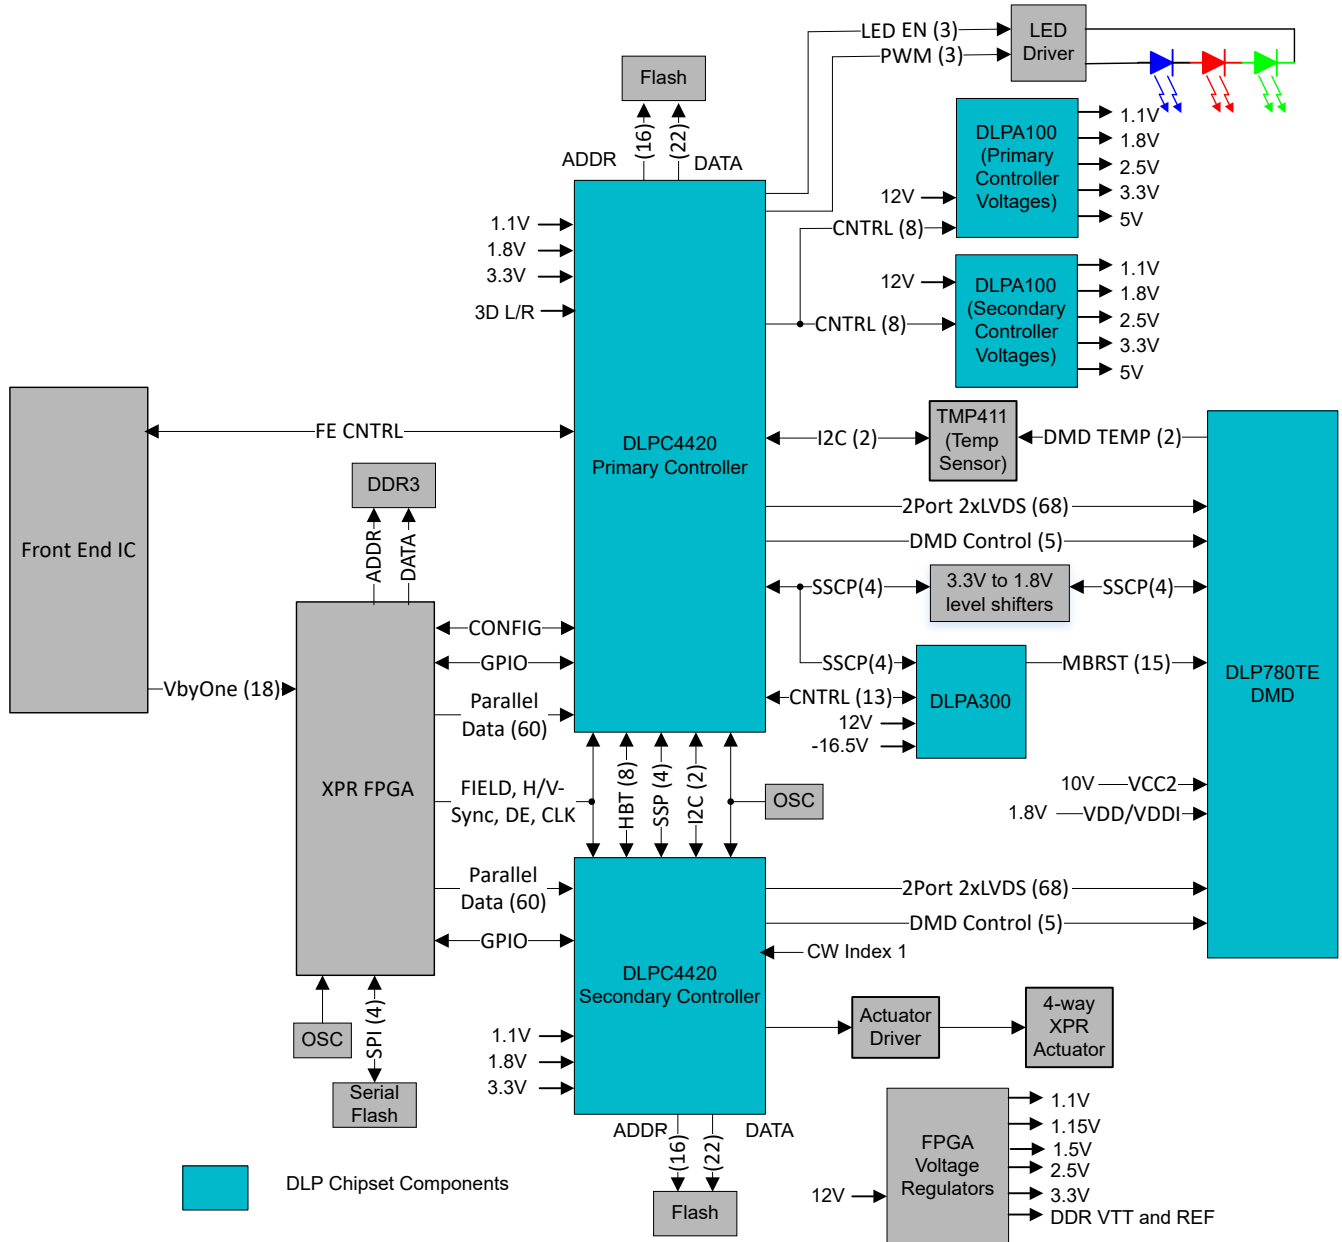 LED EN (3)
PWM (3)
LED
Driver
Flash
(16)
(22)
ADDR
DATA
DLPA100
(Primary
Controller
Voltages)
12V
CNTRL (8)
1.1V
1.8V
2.5V
3.3V
5V
1.1V
1.8V
3.3V
3D L/R
12V
CNTRL (8)
DLPA100
(Secondary
Controller
Voltages)
1.1V
1.8V
2.5V
3.3V
5V
Front End IC
FE CNTRL
DLPC4420
Primary Controller
I2C (2)
TMP411
(Temp
Sensor)
DMD TEMP (2)
DDR3
ADDR
DATA
2Port 2xLVDS (68)
DMD Control (5)
SSCP(4)
3.3V to 1.8V
level shifters
SSCP(4)
CONFIG
GPIO
SSCP(4)
DLPA300
MBRST (15)
CNTRL (13)
12V
-16.5V
DLP780TE
DMD
VbyOne (18)
Parallel
Data (60)
XPR FPGA
FIELD, H/V-
Sync, DE, CLK
HBT (8)
SSP (4)
I2C (2)
OSC
10V
VCC2
1.8V
VDD/VDDI
Parallel
Data (60)
GPIO
2Port 2xLVDS (68)
DMD Control (5)
CW Index 1
DLPC4420
Secondary Controller
OSC
SPI (4)
Serial
Flash
1.1V
1.8V
3.3V
Actuator
Driver
4-way
XPR
Actuator
ADDR
DATA
(16)
(22)
Flash
12V
FPGA
Voltage
Regulators
1.1V
1.15V
1.5V
2.5V
3.3V
DDR VTT and REF
DLP Chipset Components